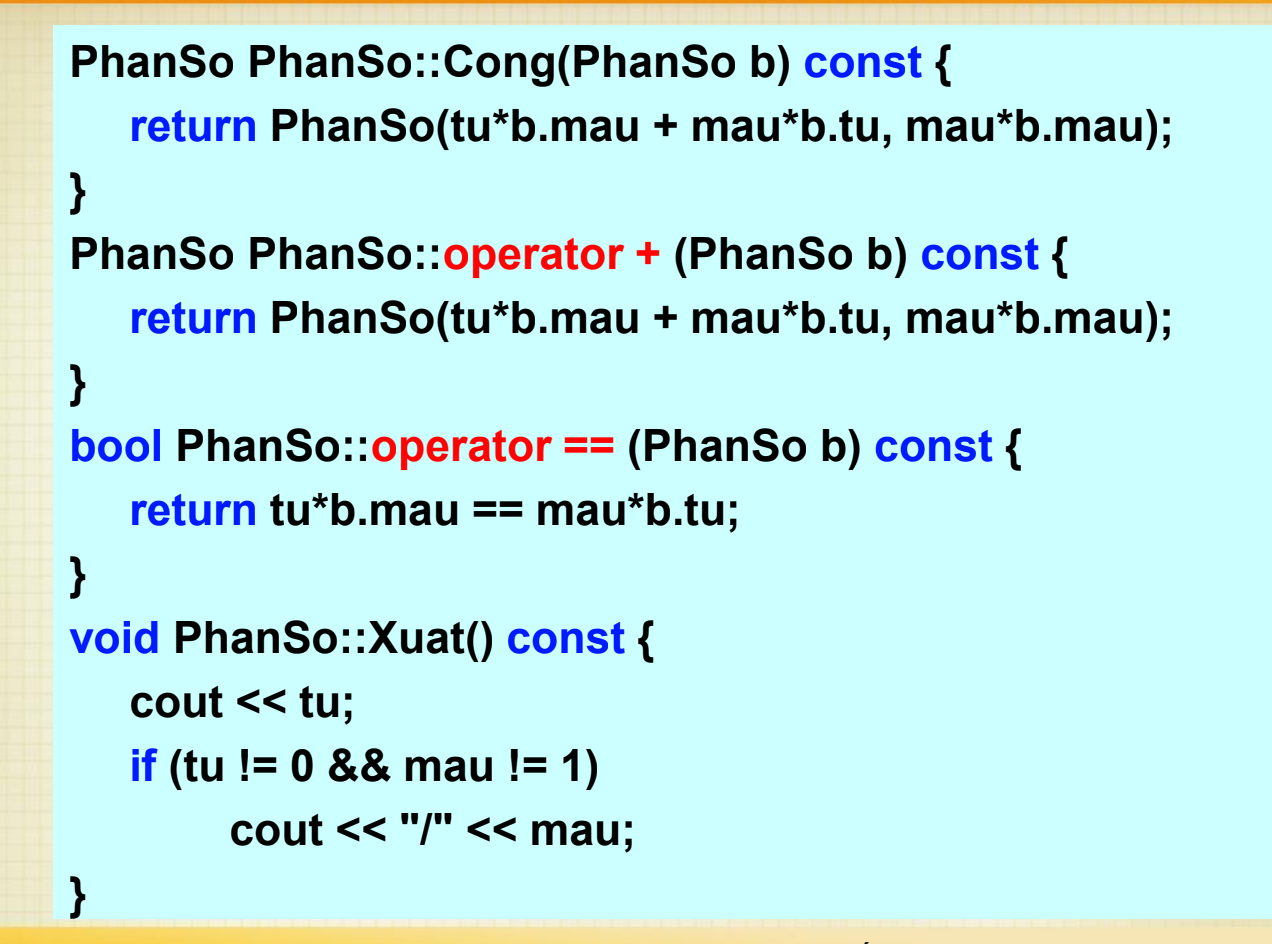 PhanSo PhanSo::Cong(PhanSo b) const {
return PhanSo(tu*b.mau + mau*b.tu, mau*b.mau);
}
PhanSo PhanSo::operator + (PhanSo b) const {
return PhanSo(tu*b.mau + mau*b.tu, mau*b.mau);
}
bool PhanSo::operator == (PhanSo b) const {
return tu*b.mau == mau*b.tu;
}
void PhanSo::Xuat() const {
cout << tu;
if (tu != 0 && mau != 1)
cout << "/" << mau;
}